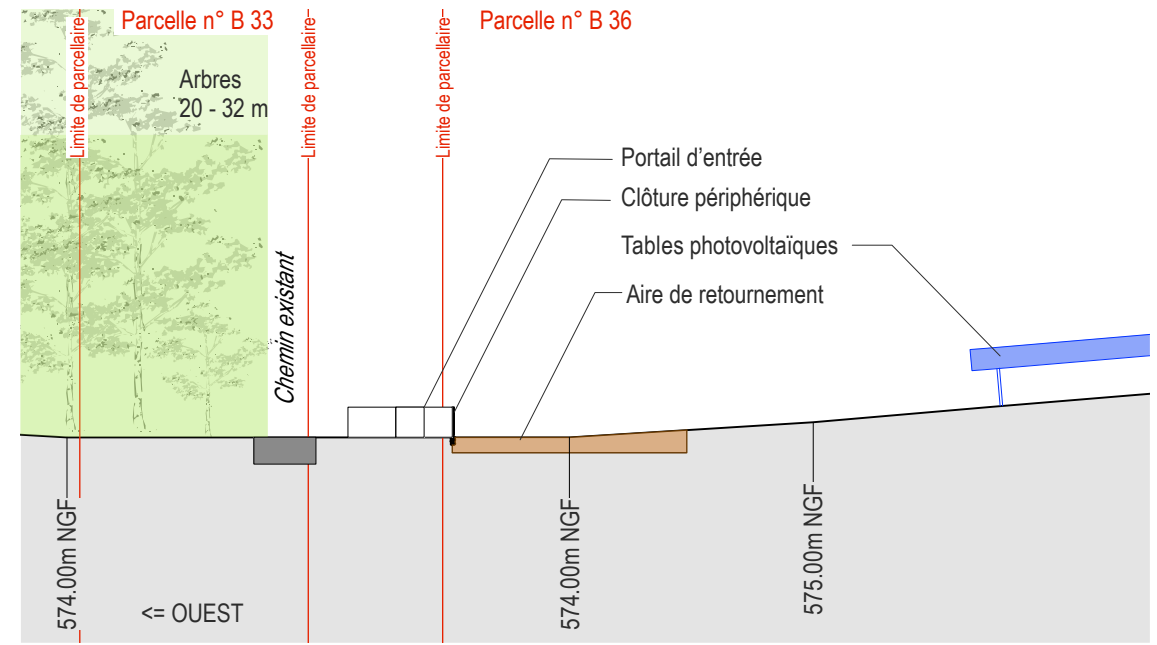 Parcelle n° B 33
Parcelle n° B 36
Limite de parcellaire
Limite de parcellaire
Limite de parcellaire
Arbres
20 - 32 m
Portail d’entrée
Clôture périphérique
Tables photovoltaïques
Aire de retournement
Chemin existant
574.00m NGF
574.00m NGF
575.00m NGF
<= OUEST